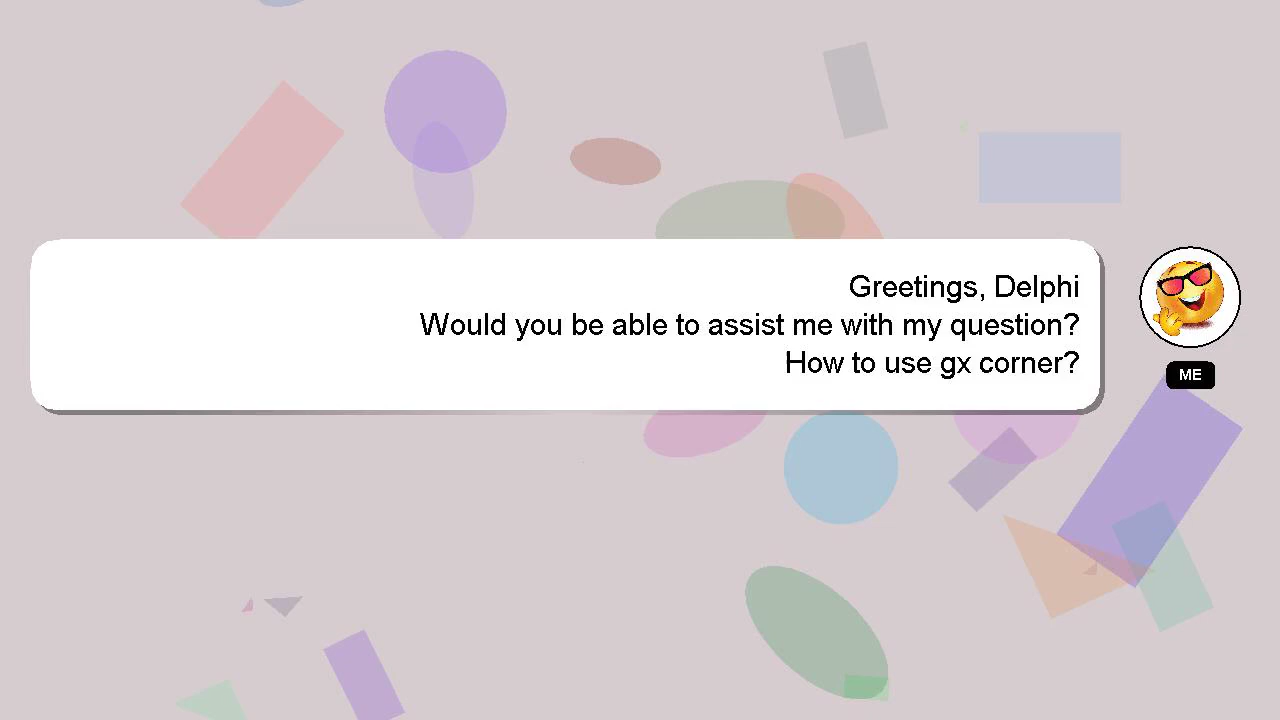 Greetings, Delphi
Would you be able to assist me with my question?
How to use gx corner?
ME